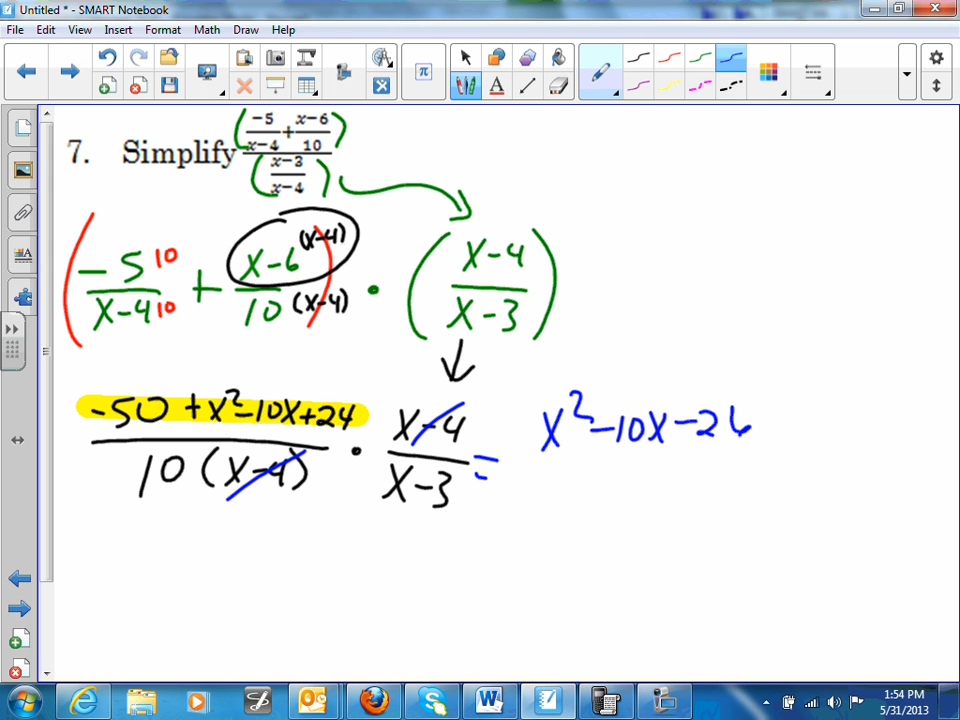 Untitled * - SMART Notebook
File Edit View Insert Format Math Draw Help
π
A
-5/x-4 + x-6/10
7. Simplify
x-3/x-4
(-5 10/x-4 10 + x-6 (x-4)/10 (x-4)) • (x-4/x-3)
-50 + x²-10x+24/10(x-4) • x-4/x-3 = x²-10x-26
1:54 PM
5/31/2013